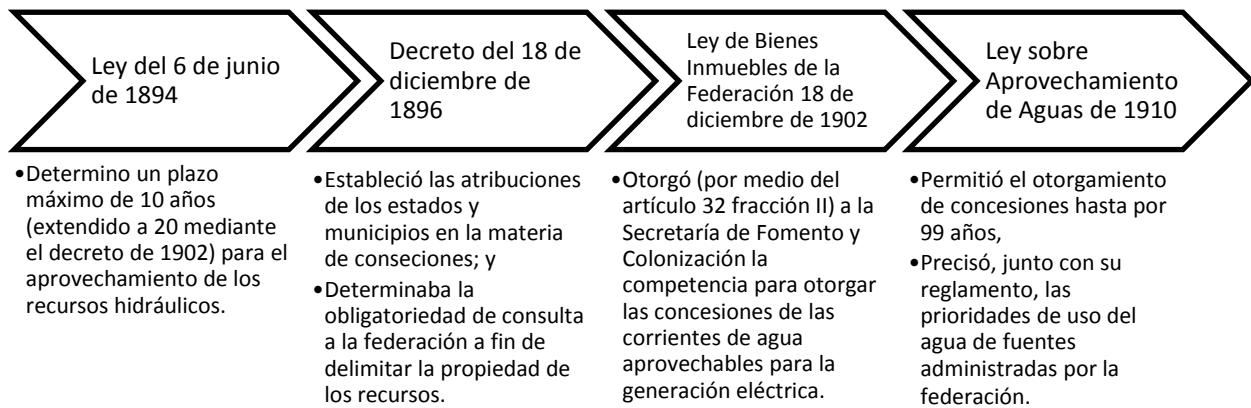 Ley del 6 de junio
de 1894
•Determino un plazo
máximo de 10 años
(extendido a 20 mediante
el decreto de 1902) para el
aprovechamiento de los
recursos hidráulicos.
Decreto del 18 de
diciembre de
1896
•Estableció las atribuciones
de los estados y
municipios en la materia
de conseciones; y
•Determinaba la
obligatoriedad de consulta
a la federación a fin de
delimitar la propiedad de
los recursos.
Ley de Bienes
Inmuebles de la
Federación 18 de
diciembre de 1902
•Otorgó (por medio del
artículo 32 fracción II) a la
Secretaría de Fomento y
Colonización la
competencia para otorgar
las concesiones de las
corrientes de agua
aprovechables para la
generación eléctrica.
Ley sobre
Aprovechamiento
de Aguas de 1910
•Permitió el otorgamiento
de concesiones hasta por
99 años,
•Precisó, junto con su
reglamento, las
prioridades de uso del
agua de fuentes
administradas por la
federación.